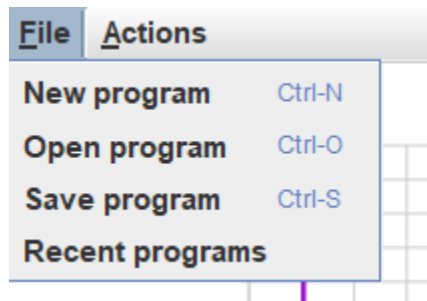 File Actions
New program Ctrl-N
Open program Ctrl-O
Save program Ctrl-S
Recent programs